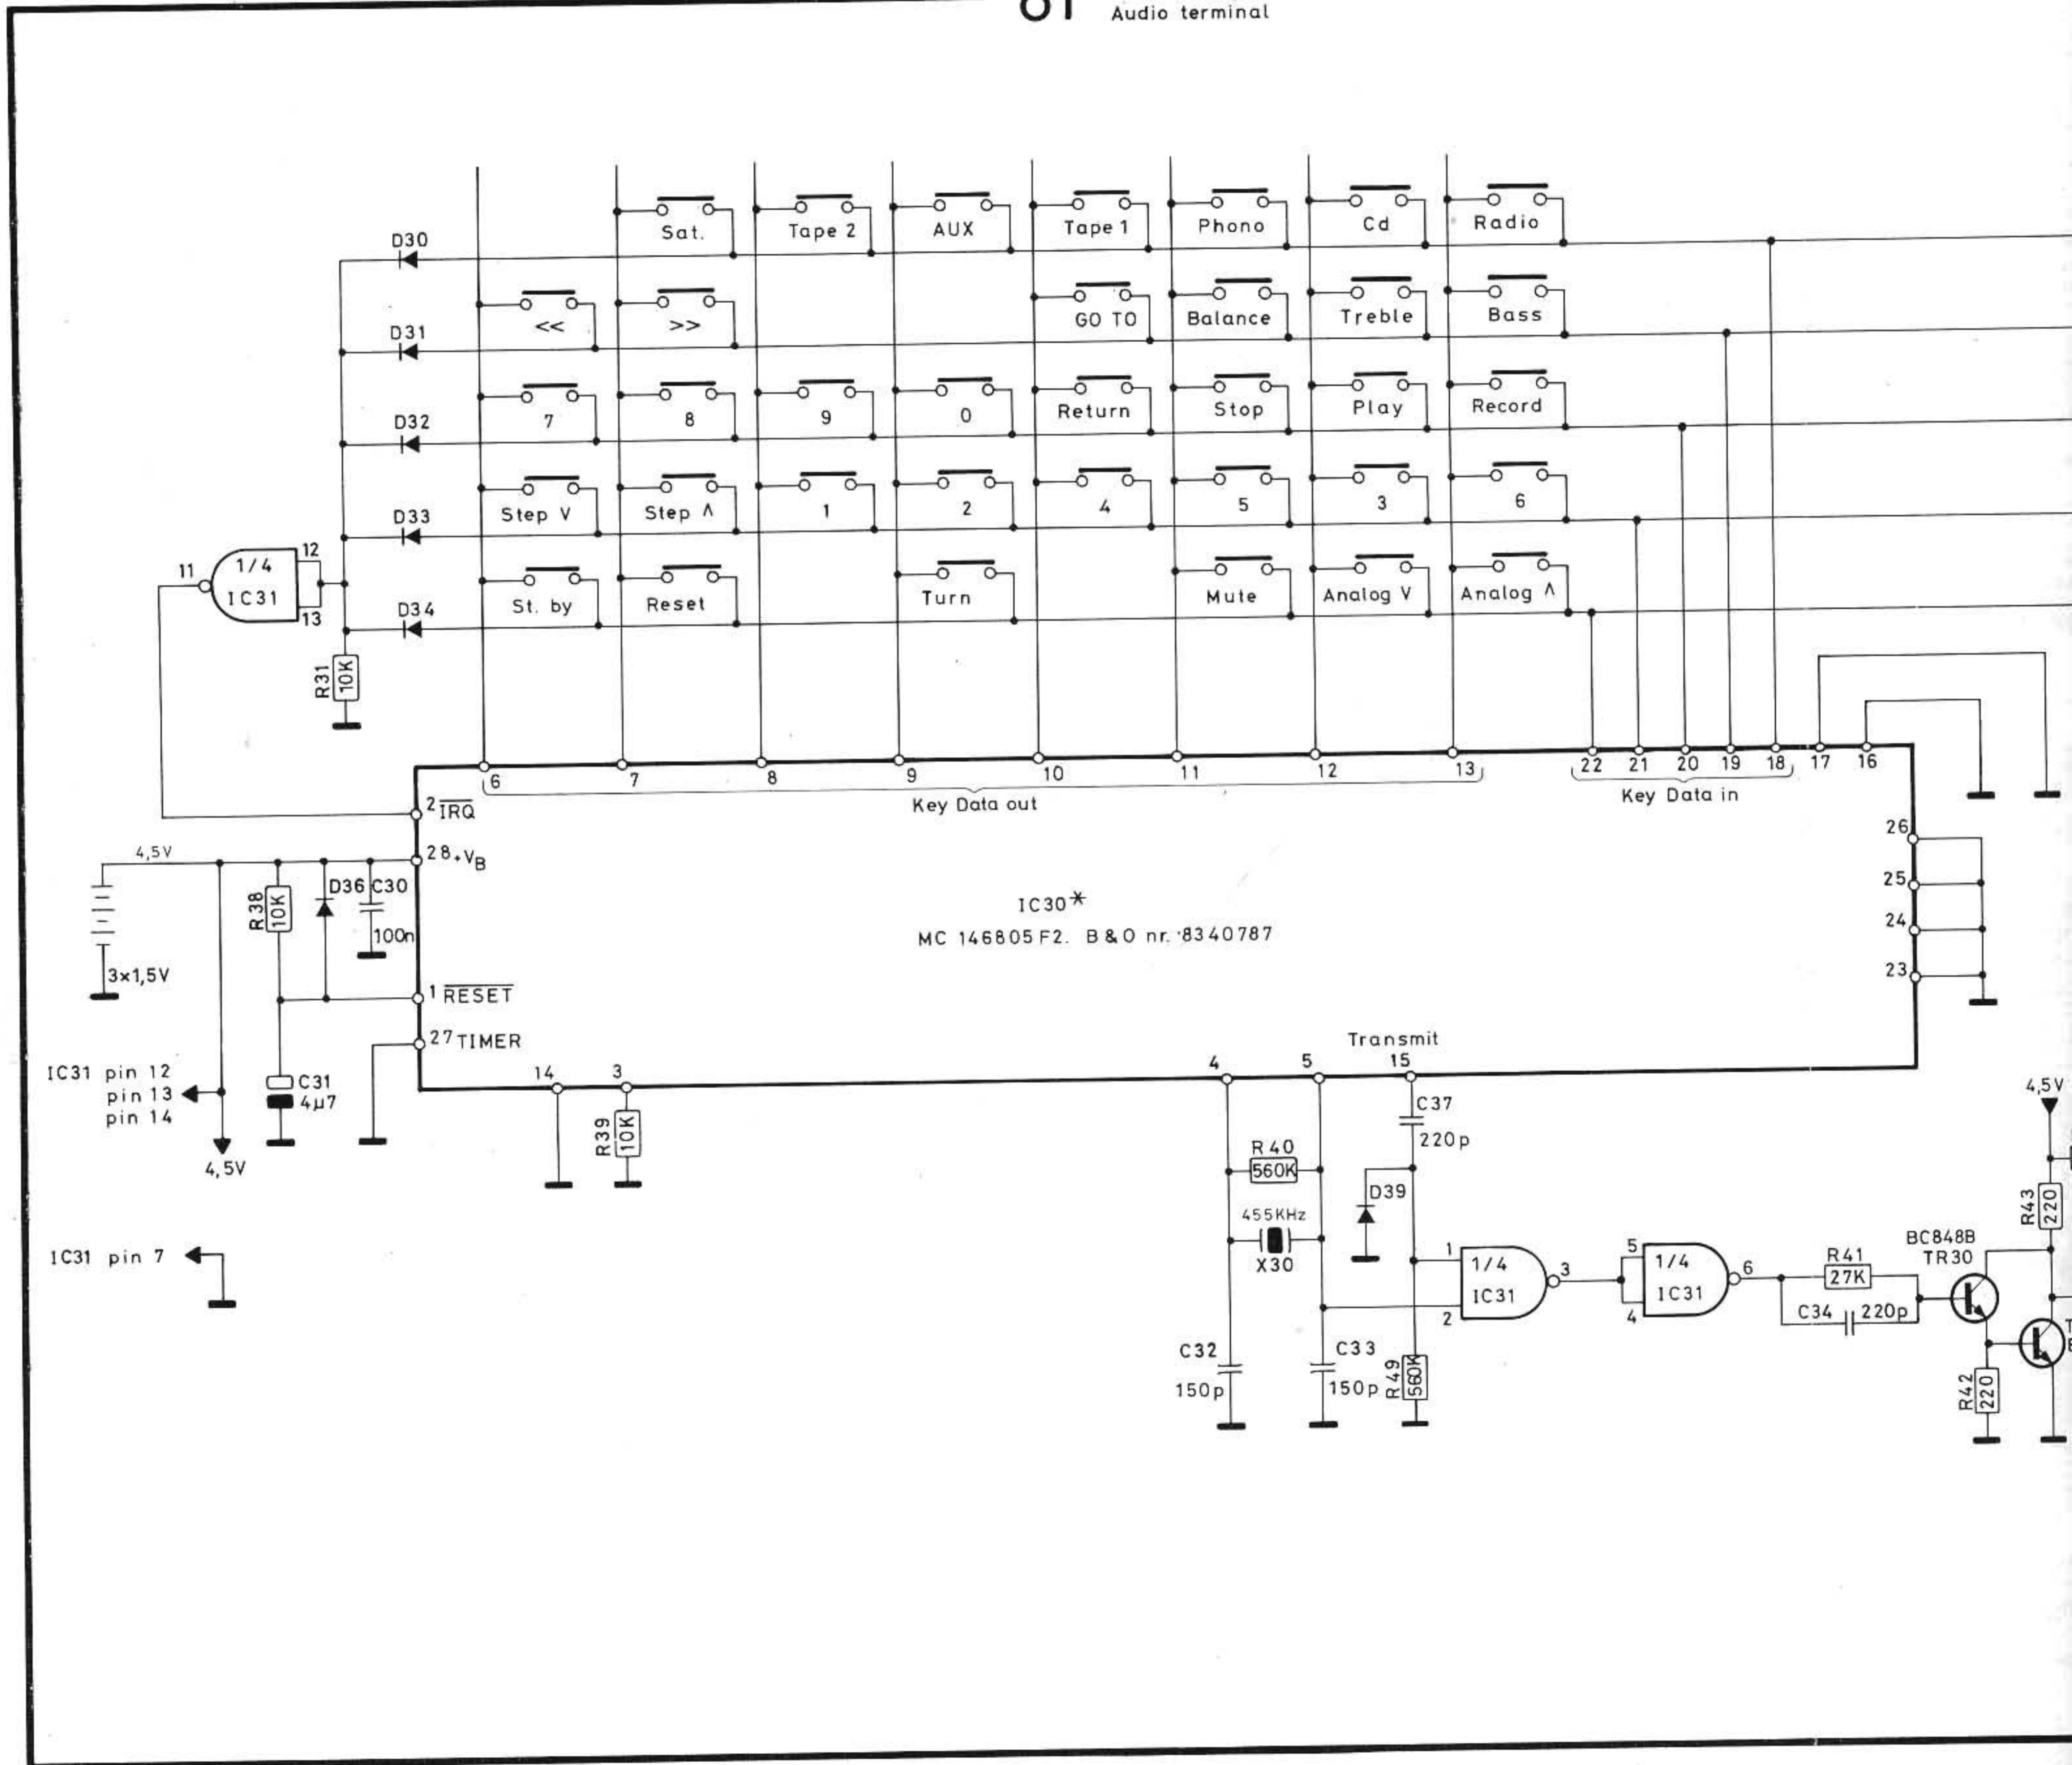 Audio terminal
D30
Sat.
Tape 2
AUX
Tape 1
Phono
Cd
Radio
D31
<<
>>
GO TO
Balance
Treble
Bass
D32
7
8
9
0
Return
Stop
Play
Record
D33
Step V
Step Λ
1
2
4
5
3
6
11
1/4
IC31
12
13
D34
St. by
Reset
Turn
Mute
Analog V
Analog Λ
R31
10K
6
7
8
9
10
11
12
13
22
21
20
19
18
17
16
Key Data out
Key Data in
2 IRQ
4,5V
28 +VB
R38
10K
D36
C30
100n
3x1,5V
1 RESET
27 TIMER
26
25
24
23
IC30*
MC 146805F2. B&O nr. 8340787
Transmit
14
3
4
5
15
IC31 pin 12
pin 13
pin 14
4,5V
C31
4µ7
R39
10K
C37
220p
R40
560K
455KHz
X30
D39
4,5V
R43
220
IC31 pin 7
1
2
1/4
IC31
3
5
4
1/4
IC31
6
R41
27K
C34
220p
BC848B
TR30
C32
150p
C33
150p
R49
560K
R42
220